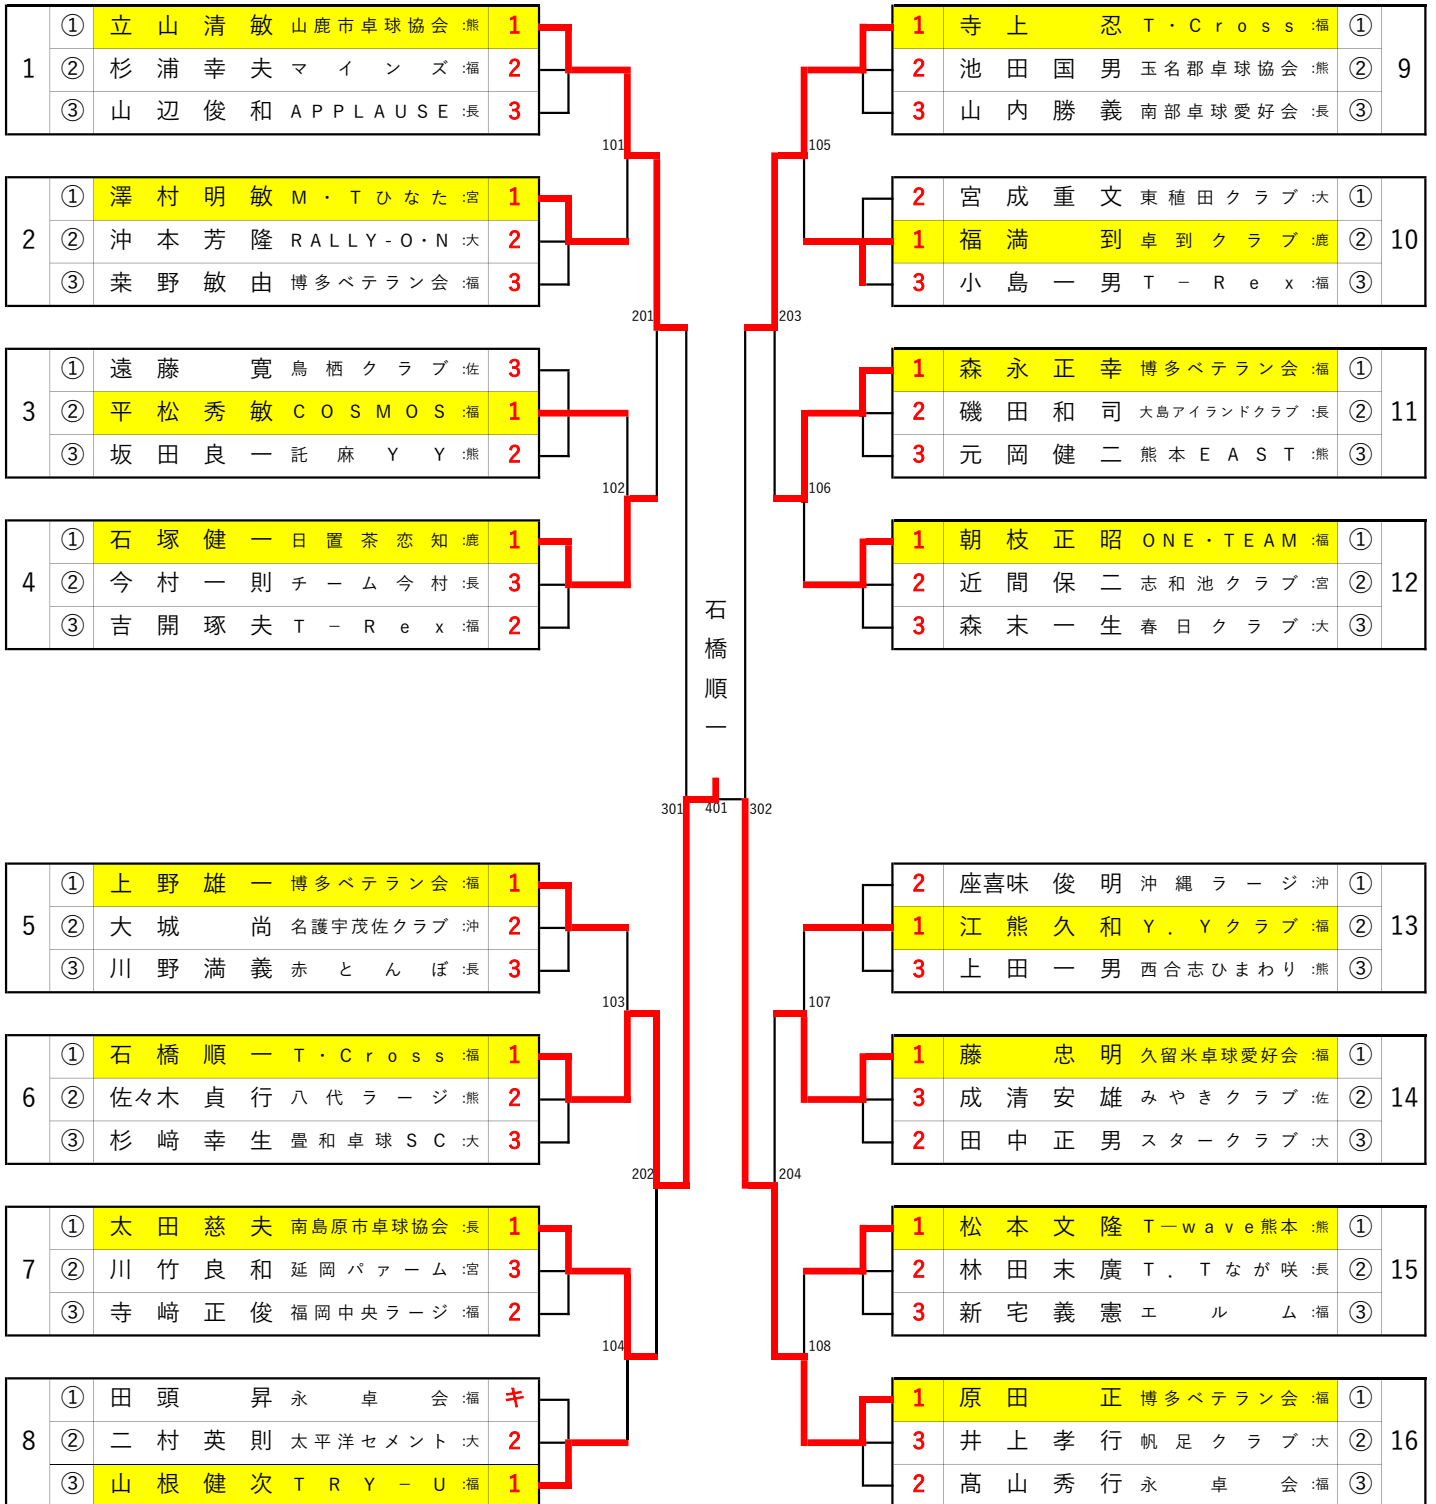 1 ① 立山清敏 山鹿市卓球協会 :熊 1
② 杉浦幸夫 マインズ :福 2
③ 山辺俊和 APPLAUSE :長 3
101
2 ① 澤村明敏 M・Tひなた :宮 1
② 沖本芳隆 RALLY-O・N :大 2
③ 桒野敏由 博多ベテラン会 :福 3
201
3 ① 遠藤寛 鳥栖クラブ :佐 3
② 平松秀敏 COSMOS :福 1
③ 坂田良一 託麻YY :熊 2
102
4 ① 石塚健一 日置茶恋知 :鹿 1
② 今村一則 チーム今村 :長 3
③ 吉開琢夫 T-Rex :福 2
石橋順一
301 401 302
5 ① 上野雄一 博多ベテラン会 :福 1
② 大城尚 名護宇茂佐クラブ :沖 2
③ 川野満義 赤とんぼ :長 3
103
6 ① 石橋順一 T・Cross :福 1
② 佐々木貞行 八代ラージ :熊 2
③ 杉﨑幸生 畳和卓球SC :大 3
202
7 ① 太田慈夫 南島原市卓球協会 :長 1
② 川竹良和 延岡パァーム :宮 3
③ 寺﨑正俊 福岡中央ラージ :福 2
104
8 ① 田頭昇 永卓会 :福 キ
② 二村英則 太平洋セメント :大 2
③ 山根健次 TRY-U :福 1
1 寺上忍 T・Cross :福 ① 9
2 池田国男 玉名郡卓球協会 :熊 ②
3 山内勝義 南部卓球愛好会 :長 ③
105
2 宮成重文 東稙田クラブ :大 ① 10
1 福満到 卓到クラブ :鹿 ②
3 小島一男 T-Rex :福 ③
203
1 森永正幸 博多ベテラン会 :福 ① 11
2 磯田和司 大島アイランドクラブ :長 ②
3 元岡健二 熊本EAST :熊 ③
106
1 朝枝正昭 ONE・TEAM :福 ① 12
2 近間保二 志和池クラブ :宮 ②
3 森末一生 春日クラブ :大 ③
2 座喜味俊明 沖縄ラージ :沖 ① 13
1 江熊久和 Y.Yクラブ :福 ②
3 上田一男 西合志ひまわり :熊 ③
107
1 藤忠明 久留米卓球愛好会 :福 ① 14
3 成清安雄 みやきクラブ :佐 ②
2 田中正男 スタークラブ :大 ③
204
1 松本文隆 T―wave熊本 :熊 ① 15
2 林田末廣 T.Tなが咲 :長 ②
3 新宅義憲 エルム :福 ③
108
1 原田正 博多ベテラン会 :福 ① 16
3 井上孝行 帆足クラブ :大 ②
2 髙山秀行 永卓会 :福 ③